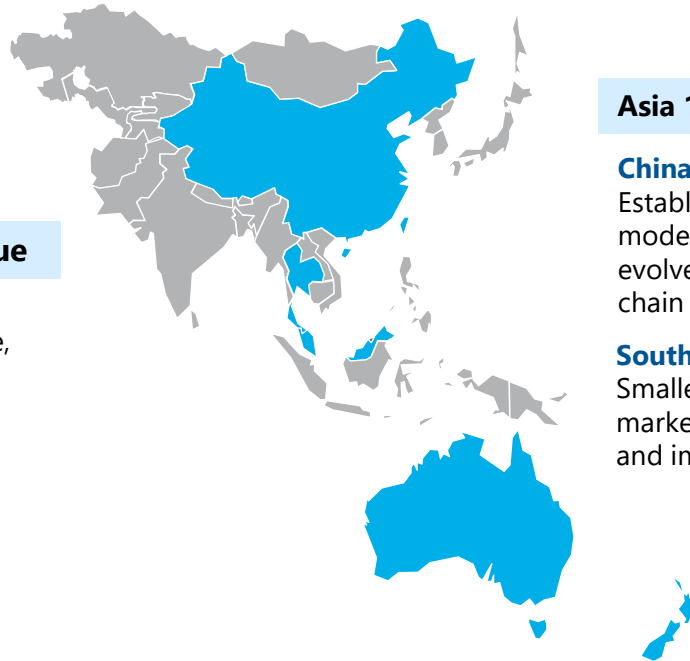 ue
e,
Asia 1
China
Establ
mode
evolve
chain
South
Smalle
marke
and in